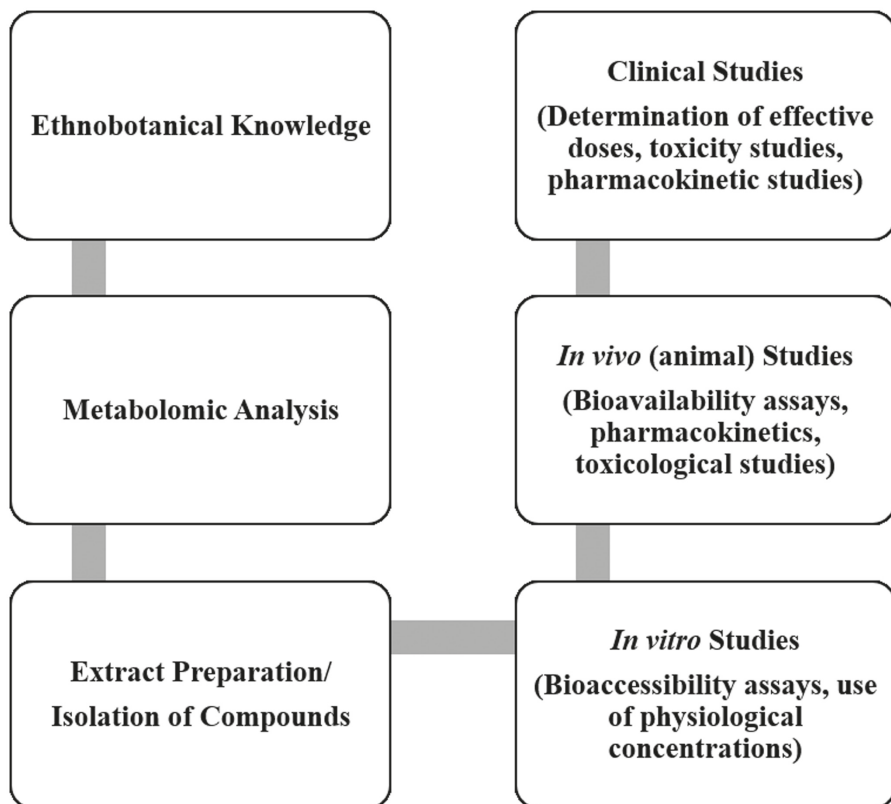 Ethnobotanical Knowledge
Metabolomic Analysis
Extract Preparation/
Isolation of Compounds
In vitro Studies
(Bioaccessibility assays, use
of physiological
concentrations)
In vivo (animal) Studies
(Bioavailability assays,
pharmacokinetics,
toxicological studies)
Clinical Studies
(Determination of effective
doses, toxicity studies,
pharmacokinetic studies)